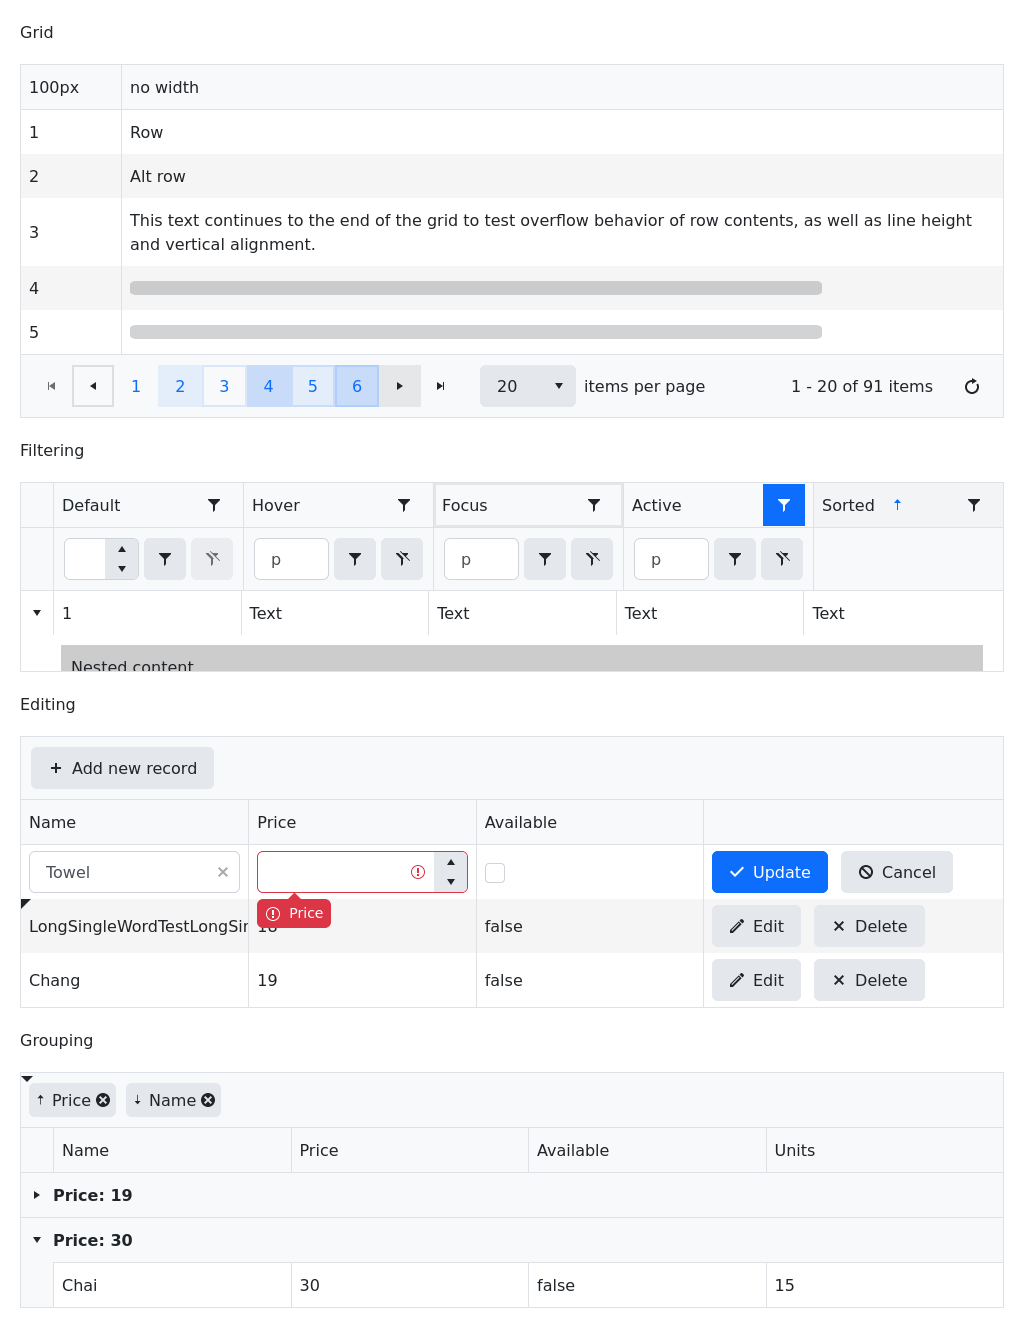 Grid
100px no width
1 Row
2 Alt row
3 This text continues to the end of the grid to test overflow behavior of row contents, as well as line height
and vertical alignment.
4
5
1 2 3 4 5 6 20 items per page 1 - 20 of 91 items
Filtering
Default Hover Focus Active Sorted
p p p
1 Text Text Text Text
Nested content
Editing
Add new record
Name Price Available
Towel Update Cancel
Price
LongSingleWordTestLongSin 18 false Edit Delete
Chang 19 false Edit Delete
Grouping
Price Name
Name Price Available Units
Price: 19
Price: 30
Chai 30 false 15